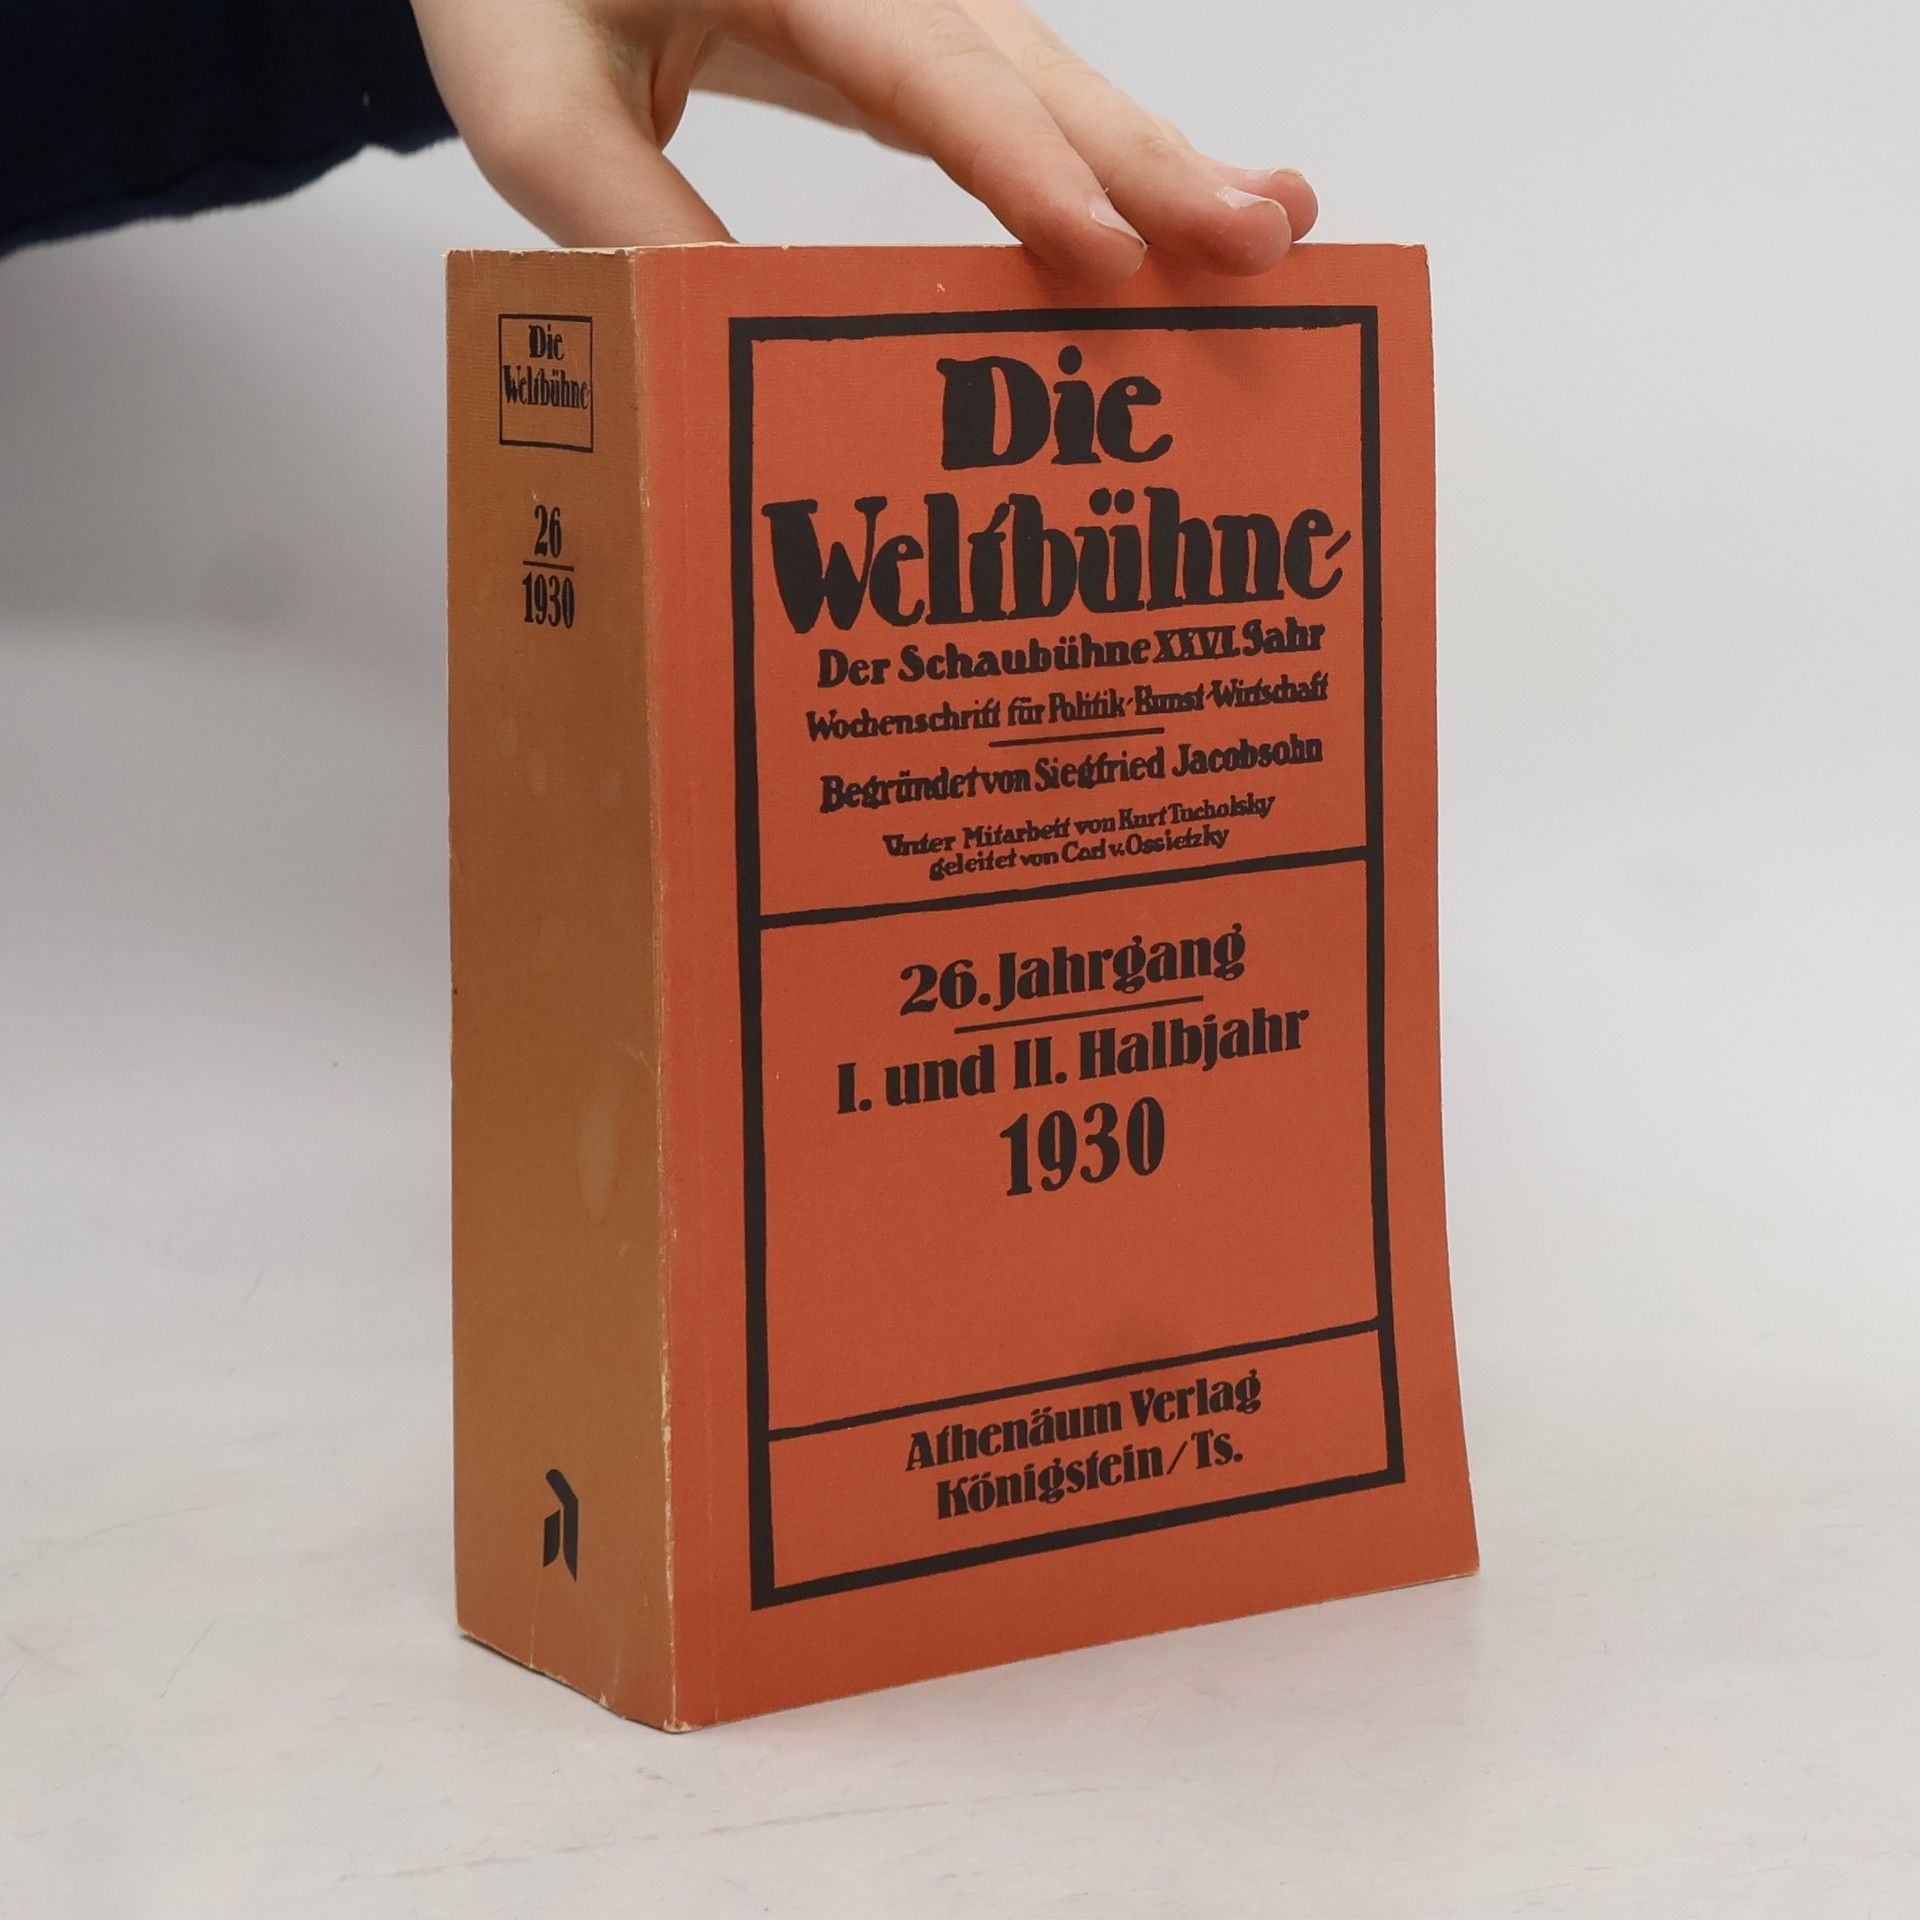 Die
Weltbühne
26
1930
Die
Weltbühne
Der Schaubühne XXVI. Jahr
Wochenschrift für Politik-Kunst-Wirtschaft
Begründet von Siegfried Jacobsohn
Unter Mitarbeit von Kurt Tucholsky
geleitet von Carl v. Ossietzky
26. Jahrgang
I. und II. Halbjahr
1930
Athenäum Verlag
Königstein/Ts.